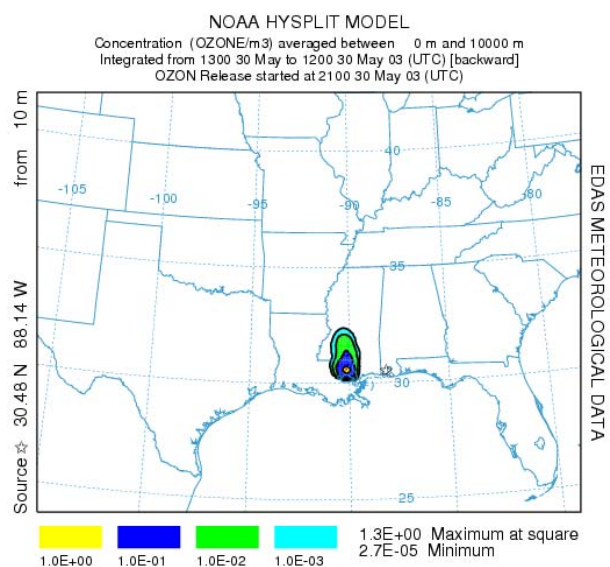 NOAA HYSPLIT MODEL
Concentration (OZONE/m3) averaged between 0 m and 10000 m
Integrated from 1300 30 May to 1200 30 May 03 (UTC) [backward]
OZON Release started at 2100 30 May 03 (UTC)
Source ☆ 30.48 N 88.14 W from 10 m
EDAS METEOROLOGICAL DATA
40
-105
-100
-95
-90
-85
-80
35
30
25
1.3E+00 Maximum at square
2.7E-05 Minimum
1.0E+00 1.0E-01 1.0E-02 1.0E-03